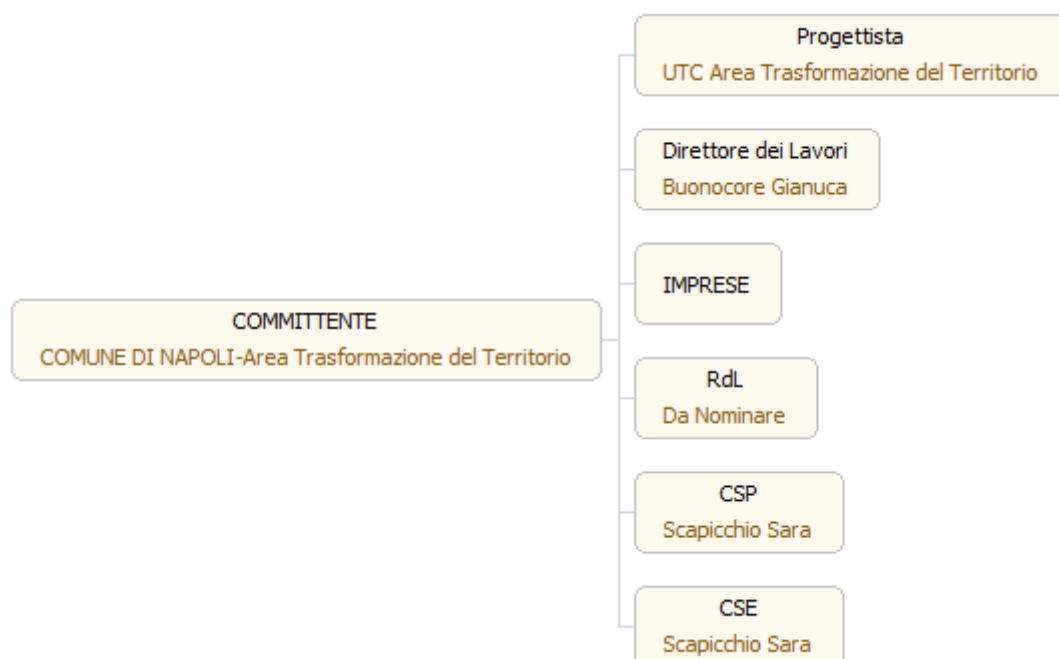 Progettista
UTC Area Trasformazione del Territorio
Direttore dei Lavori
Buonocore Gianuca
IMPRESE
COMMITTENTE
COMUNE DI NAPOLI-Area Trasformazione del Territorio
RdL
Da Nominare
CSP
Scapicchio Sara
CSE
Scapicchio Sara